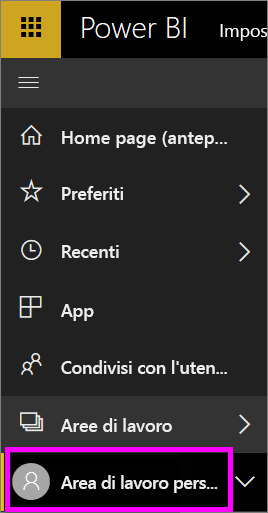 Power BI Impos
Home page (antep...
Preferiti
Recenti
App
Condivisi con l'uten...
Aree di lavoro
Area di lavoro pers...